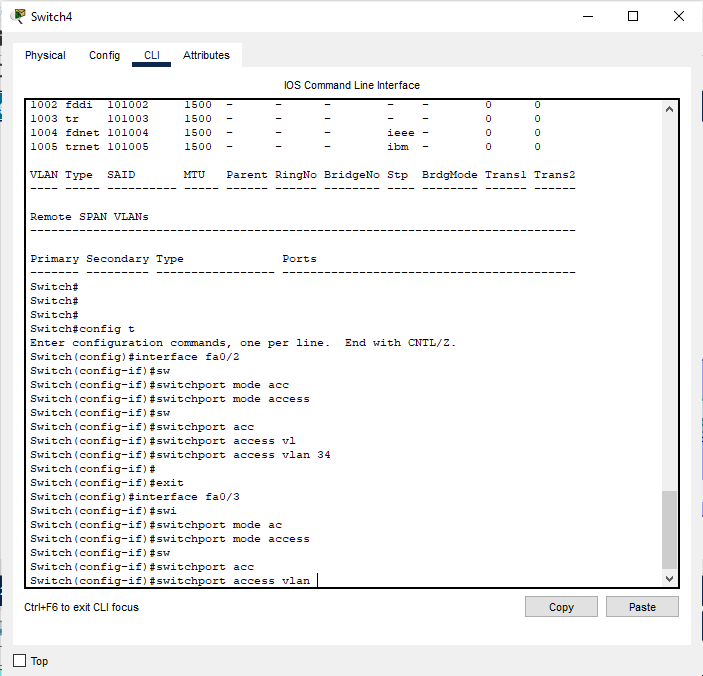 Switch4
Physical Config CLI Attributes
IOS Command Line Interface
1002 fddi 101002 1500 - - - - - 0 0
1003 tr 101003 1500 - - - - - 0 0
1004 fdnet 101004 1500 - - - ieee - 0 0
1005 trnet 101005 1500 - - - ibm - 0 0
VLAN Type SAID MTU Parent RingNo BridgeNo Stp BrdgMode Trans1 Trans2
---- ----- ---------- ----- ------ ------ -------- ---- -------- ------ ------
Remote SPAN VLANs
------------------------------------------------------------------------------
Primary Secondary Type Ports
------- --------- ----------------- ------------------------------------------
Switch#
Switch#
Switch#
Switch#config t
Enter configuration commands, one per line. End with CNTL/Z.
Switch(config)#interface fa0/2
Switch(config-if)#sw
Switch(config-if)#switchport mode acc
Switch(config-if)#switchport mode access
Switch(config-if)#sw
Switch(config-if)#switchport acc
Switch(config-if)#switchport access vl
Switch(config-if)#switchport access vlan 34
Switch(config-if)#
Switch(config-if)#exit
Switch(config)#interface fa0/3
Switch(config-if)#swi
Switch(config-if)#switchport mode ac
Switch(config-if)#switchport mode access
Switch(config-if)#sw
Switch(config-if)#switchport acc
Switch(config-if)#switchport access vlan
Ctrl+F6 to exit CLI focus
Copy Paste
Top